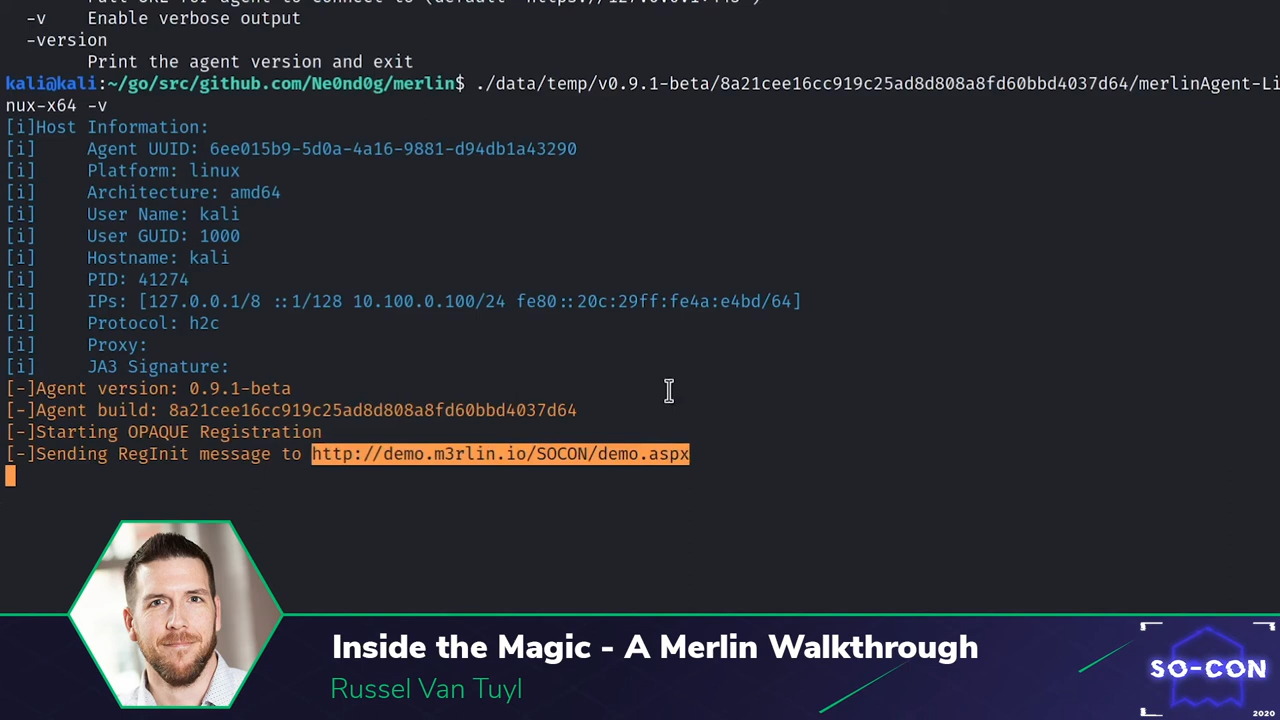 -v    Enable verbose output
-version
Print the agent version and exit
kali@kali:~/go/src/github.com/Ne0nd0g/merlin$ ./data/temp/v0.9.1-beta/8a21cee16cc919c25ad8d808a8fd60bbd4037d64/merlinAgent-Li
nux-x64 -v
[i]Host Information:
[i]     Agent UUID: 6ee015b9-5d0a-4a16-9881-d94db1a43290
[i]     Platform: linux
[i]     Architecture: amd64
[i]     User Name: kali
[i]     User GUID: 1000
[i]     Hostname: kali
[i]     PID: 41274
[i]     IPs: [127.0.0.1/8 ::1/128 10.100.0.100/24 fe80::20c:29ff:fe4a:e4bd/64]
[i]     Protocol: h2c
[i]     Proxy:
[i]     JA3 Signature:
[-]Agent version: 0.9.1-beta
[-]Agent build: 8a21cee16cc919c25ad8d808a8fd60bbd4037d64
[-]Starting OPAQUE Registration
[-]Sending RegInit message to http://demo.m3rlin.io/SOCON/demo.aspx
Inside the Magic - A Merlin Walkthrough
Russel Van Tuyl
SO-CON
2020